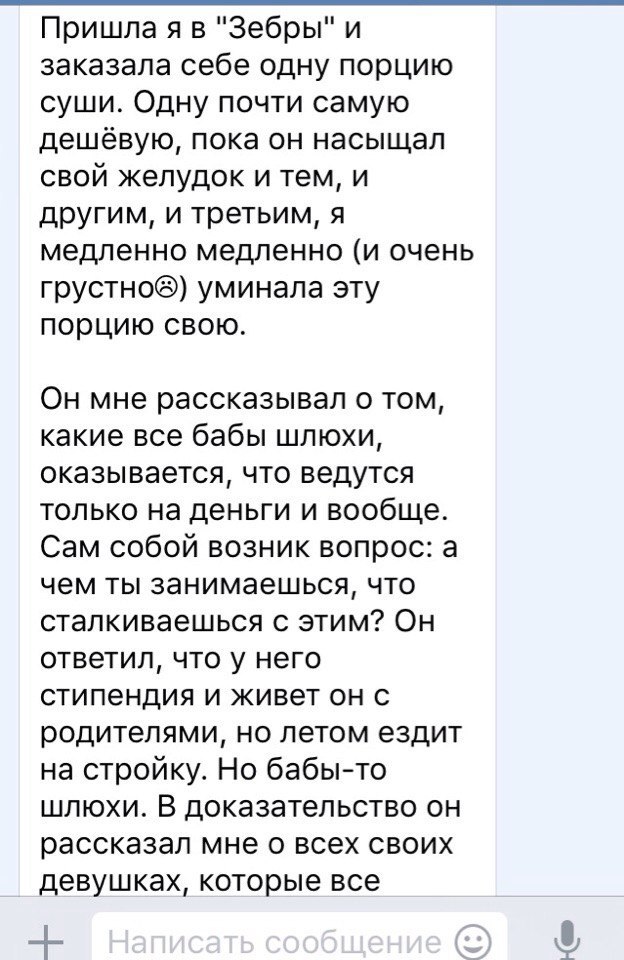 Пришла я в "Зебры" и
заказала себе одну порцию
суши. Одну почти самую
дешёвую, пока он насыщал
свой желудок и тем, и
другим, и третьим, я
медленно медленно (и очень
грустно☹) уминала эту
порцию свою.

Он мне рассказывал о том,
какие все бабы шлюхи,
оказывается, что ведутся
только на деньги и вообще.
Сам собой возник вопрос: а
чем ты занимаешься, что
сталкиваешься с этим? Он
ответил, что у него
стипендия и живет он с
родителями, но летом ездит
на стройку. Но бабы-то
шлюхи. В доказательство он
рассказал мне о всех своих
девушках, которые все
Написать сообщение